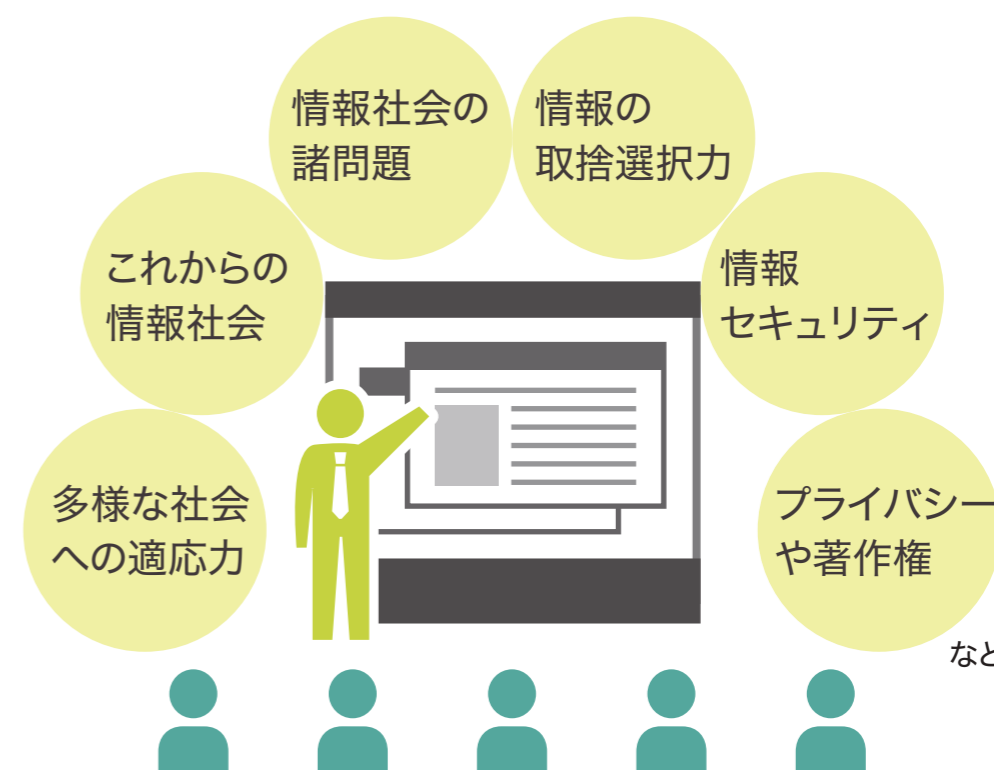 情報社会の
諸問題
情報の
取捨選択力
これからの
情報社会
情報
セキュリティ
多様な社会
への適応力
プライバシー
や著作権
など